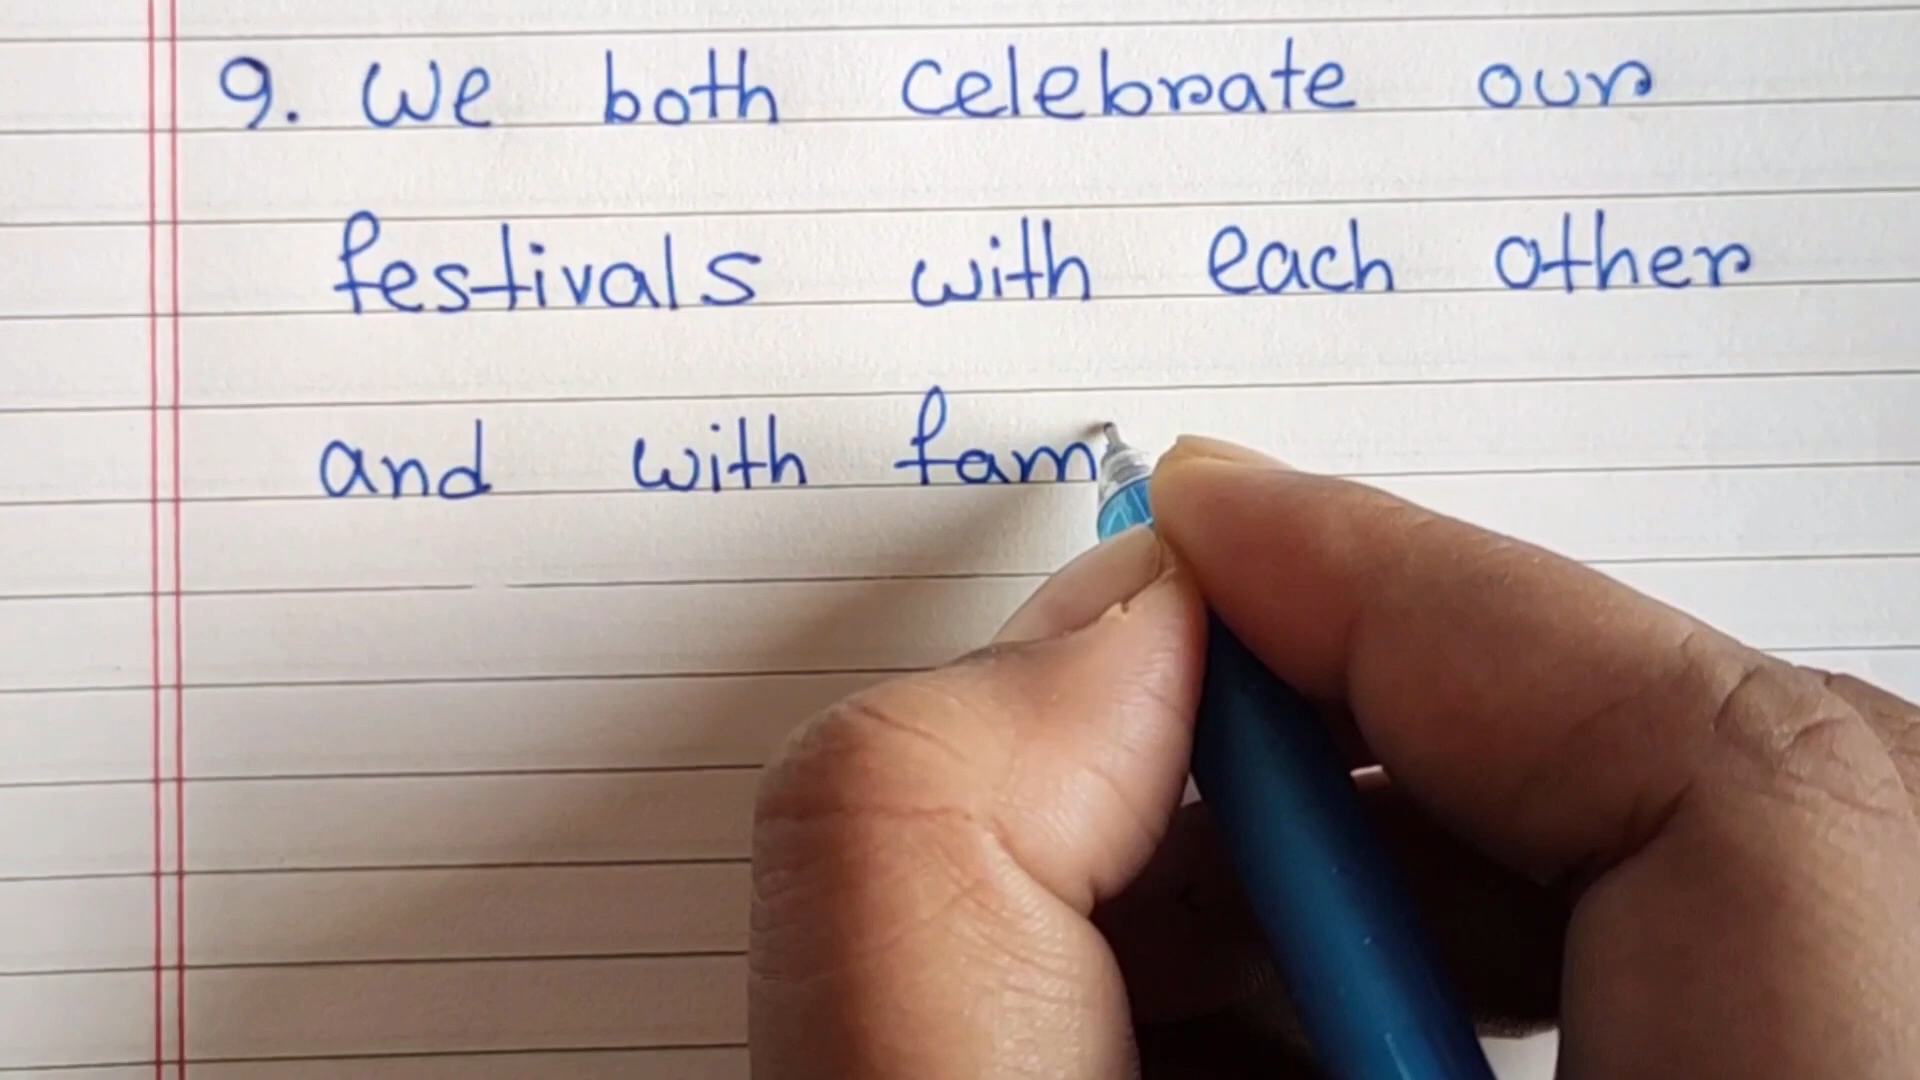 9. We both celebrate our
festivals with each other
and with fam